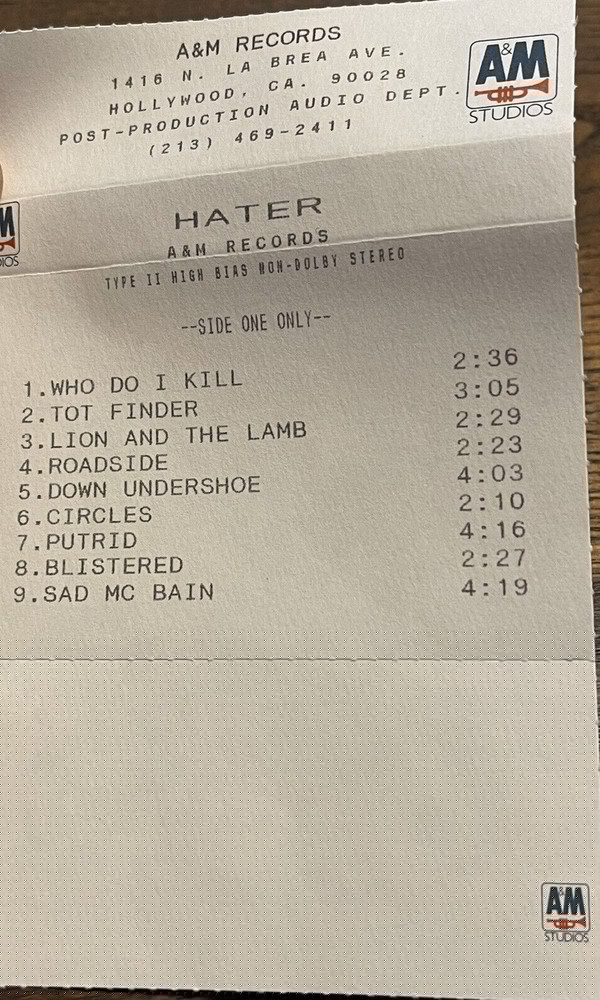 A&M RECORDS
1416 N. LA BREA AVE.
HOLLYWOOD, CA. 90028
POST-PRODUCTION AUDIO DEPT.
(213) 469-2411
A&M
STUDIOS
M
IOS
HATER
A&M RECORDS
TYPE II HIGH BIAS NON-DOLBY STEREO
--SIDE ONE ONLY--
1.WHO DO I KILL 2:36
2.TOT FINDER 3:05
3.LION AND THE LAMB 2:29
4.ROADSIDE 2:23
5.DOWN UNDERSHOE 4:03
6.CIRCLES 2:10
7.PUTRID 4:16
8.BLISTERED 2:27
9.SAD MC BAIN 4:19
A&M
STUDIOS